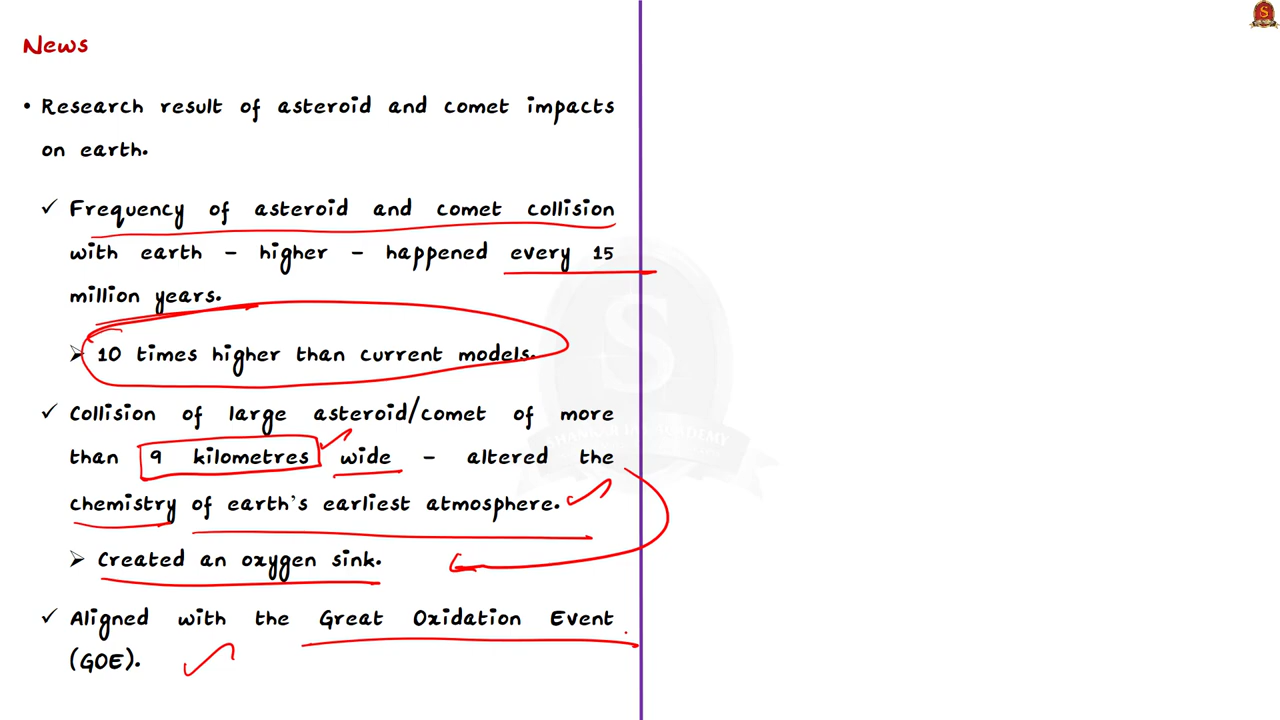 News
• Research result of asteroid and comet impacts
on earth.
✓ Frequency of asteroid and comet collision
with earth – higher – happened every 15
million years.
➢ 10 times higher than current models.
✓ Collision of large asteroid/comet of more
than 9 kilometres wide – altered the
chemistry of earth's earliest atmosphere.
➢ Created an oxygen sink.
✓ Aligned with the Great Oxidation Event
(GOE).
S